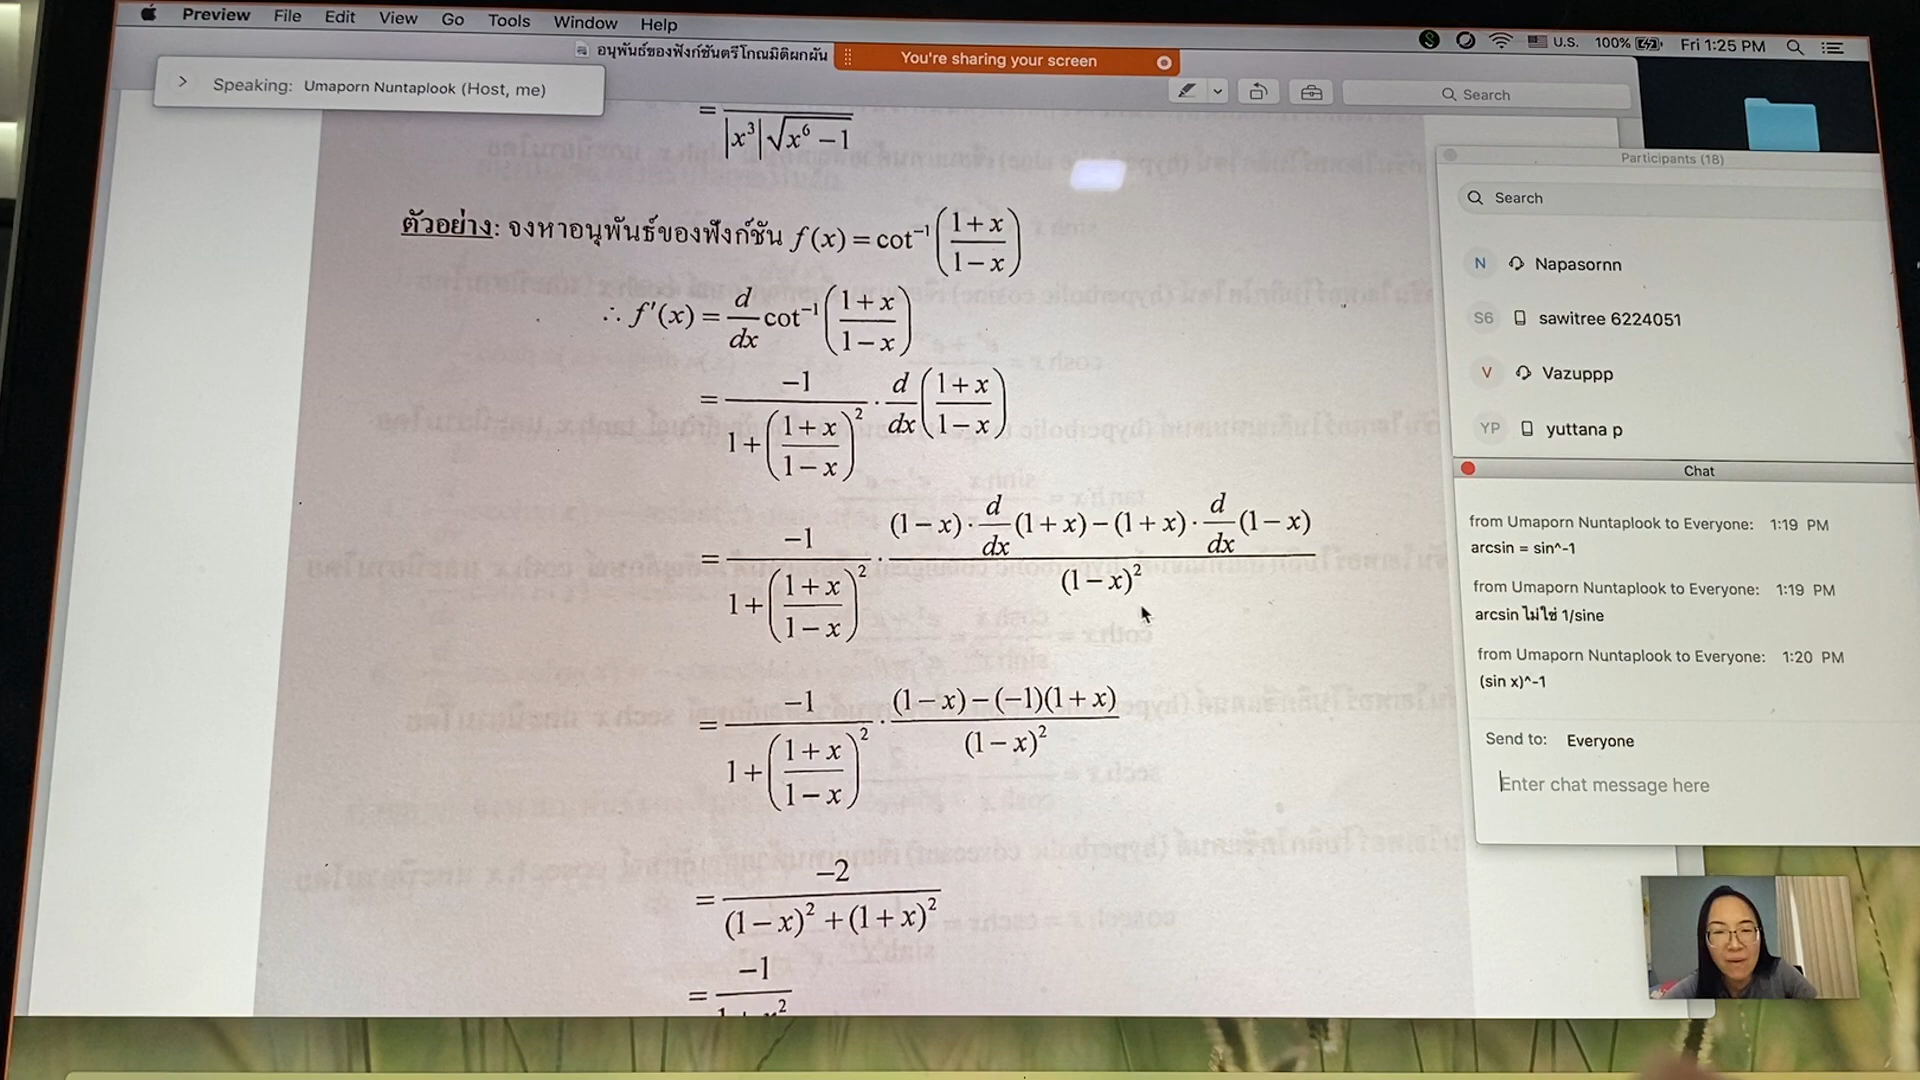 Preview File Edit View Go Tools Window Help
U.S. 100% Fri 1:25 PM
อนุพันธ์ของฟังก์ชันตรีโกณมิติผกผัน
You're sharing your screen
Speaking: Umaporn Nuntaplook (Host, me)
Search
= |x³|√(x⁶ − 1)
ตัวอย่าง: จงหาอนุพันธ์ของฟังก์ชัน f(x) = cot⁻¹((1+x)/(1−x))
∴ f′(x) = d/dx cot⁻¹((1+x)/(1−x))
= −1/(1+((1+x)/(1−x))²) · d/dx((1+x)/(1−x))
= −1/(1+((1+x)/(1−x))²) · ((1−x)·d/dx(1+x)−(1+x)·d/dx(1−x))/(1−x)²
= −1/(1+((1+x)/(1−x))²) · ((1−x)−(−1)(1+x))/(1−x)²
= −2/((1−x)²+(1+x)²)
= −1/(1+x²)
Participants (18)
Search
N Napasornn
S6 sawitree 6224051
V Vazuppp
YP yuttana p
Chat
from Umaporn Nuntaplook to Everyone: 1:19 PM
arcsin = sin^-1
from Umaporn Nuntaplook to Everyone: 1:19 PM
arcsin ไม่ใช่ 1/sine
from Umaporn Nuntaplook to Everyone: 1:20 PM
(sin x)^-1
Send to: Everyone
Enter chat message here